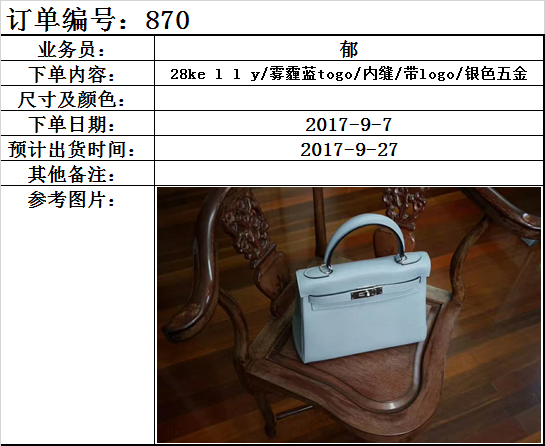 订单编号：870
业务员： 郁
下单内容： 28ke l l y/雾霾蓝togo/内缝/带logo/银色五金
尺寸及颜色：
下单日期： 2017-9-7
预计出货时间： 2017-9-27
其他备注：
参考图片：